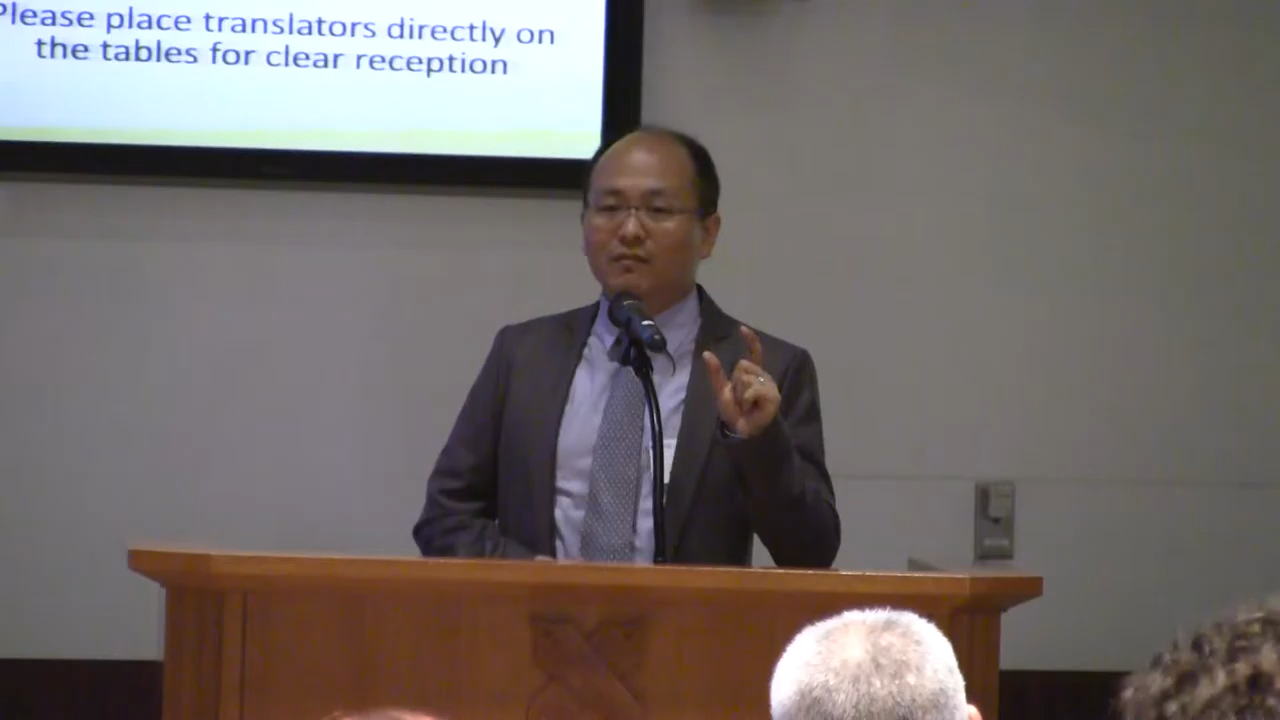 Please place translators directly on
the tables for clear reception